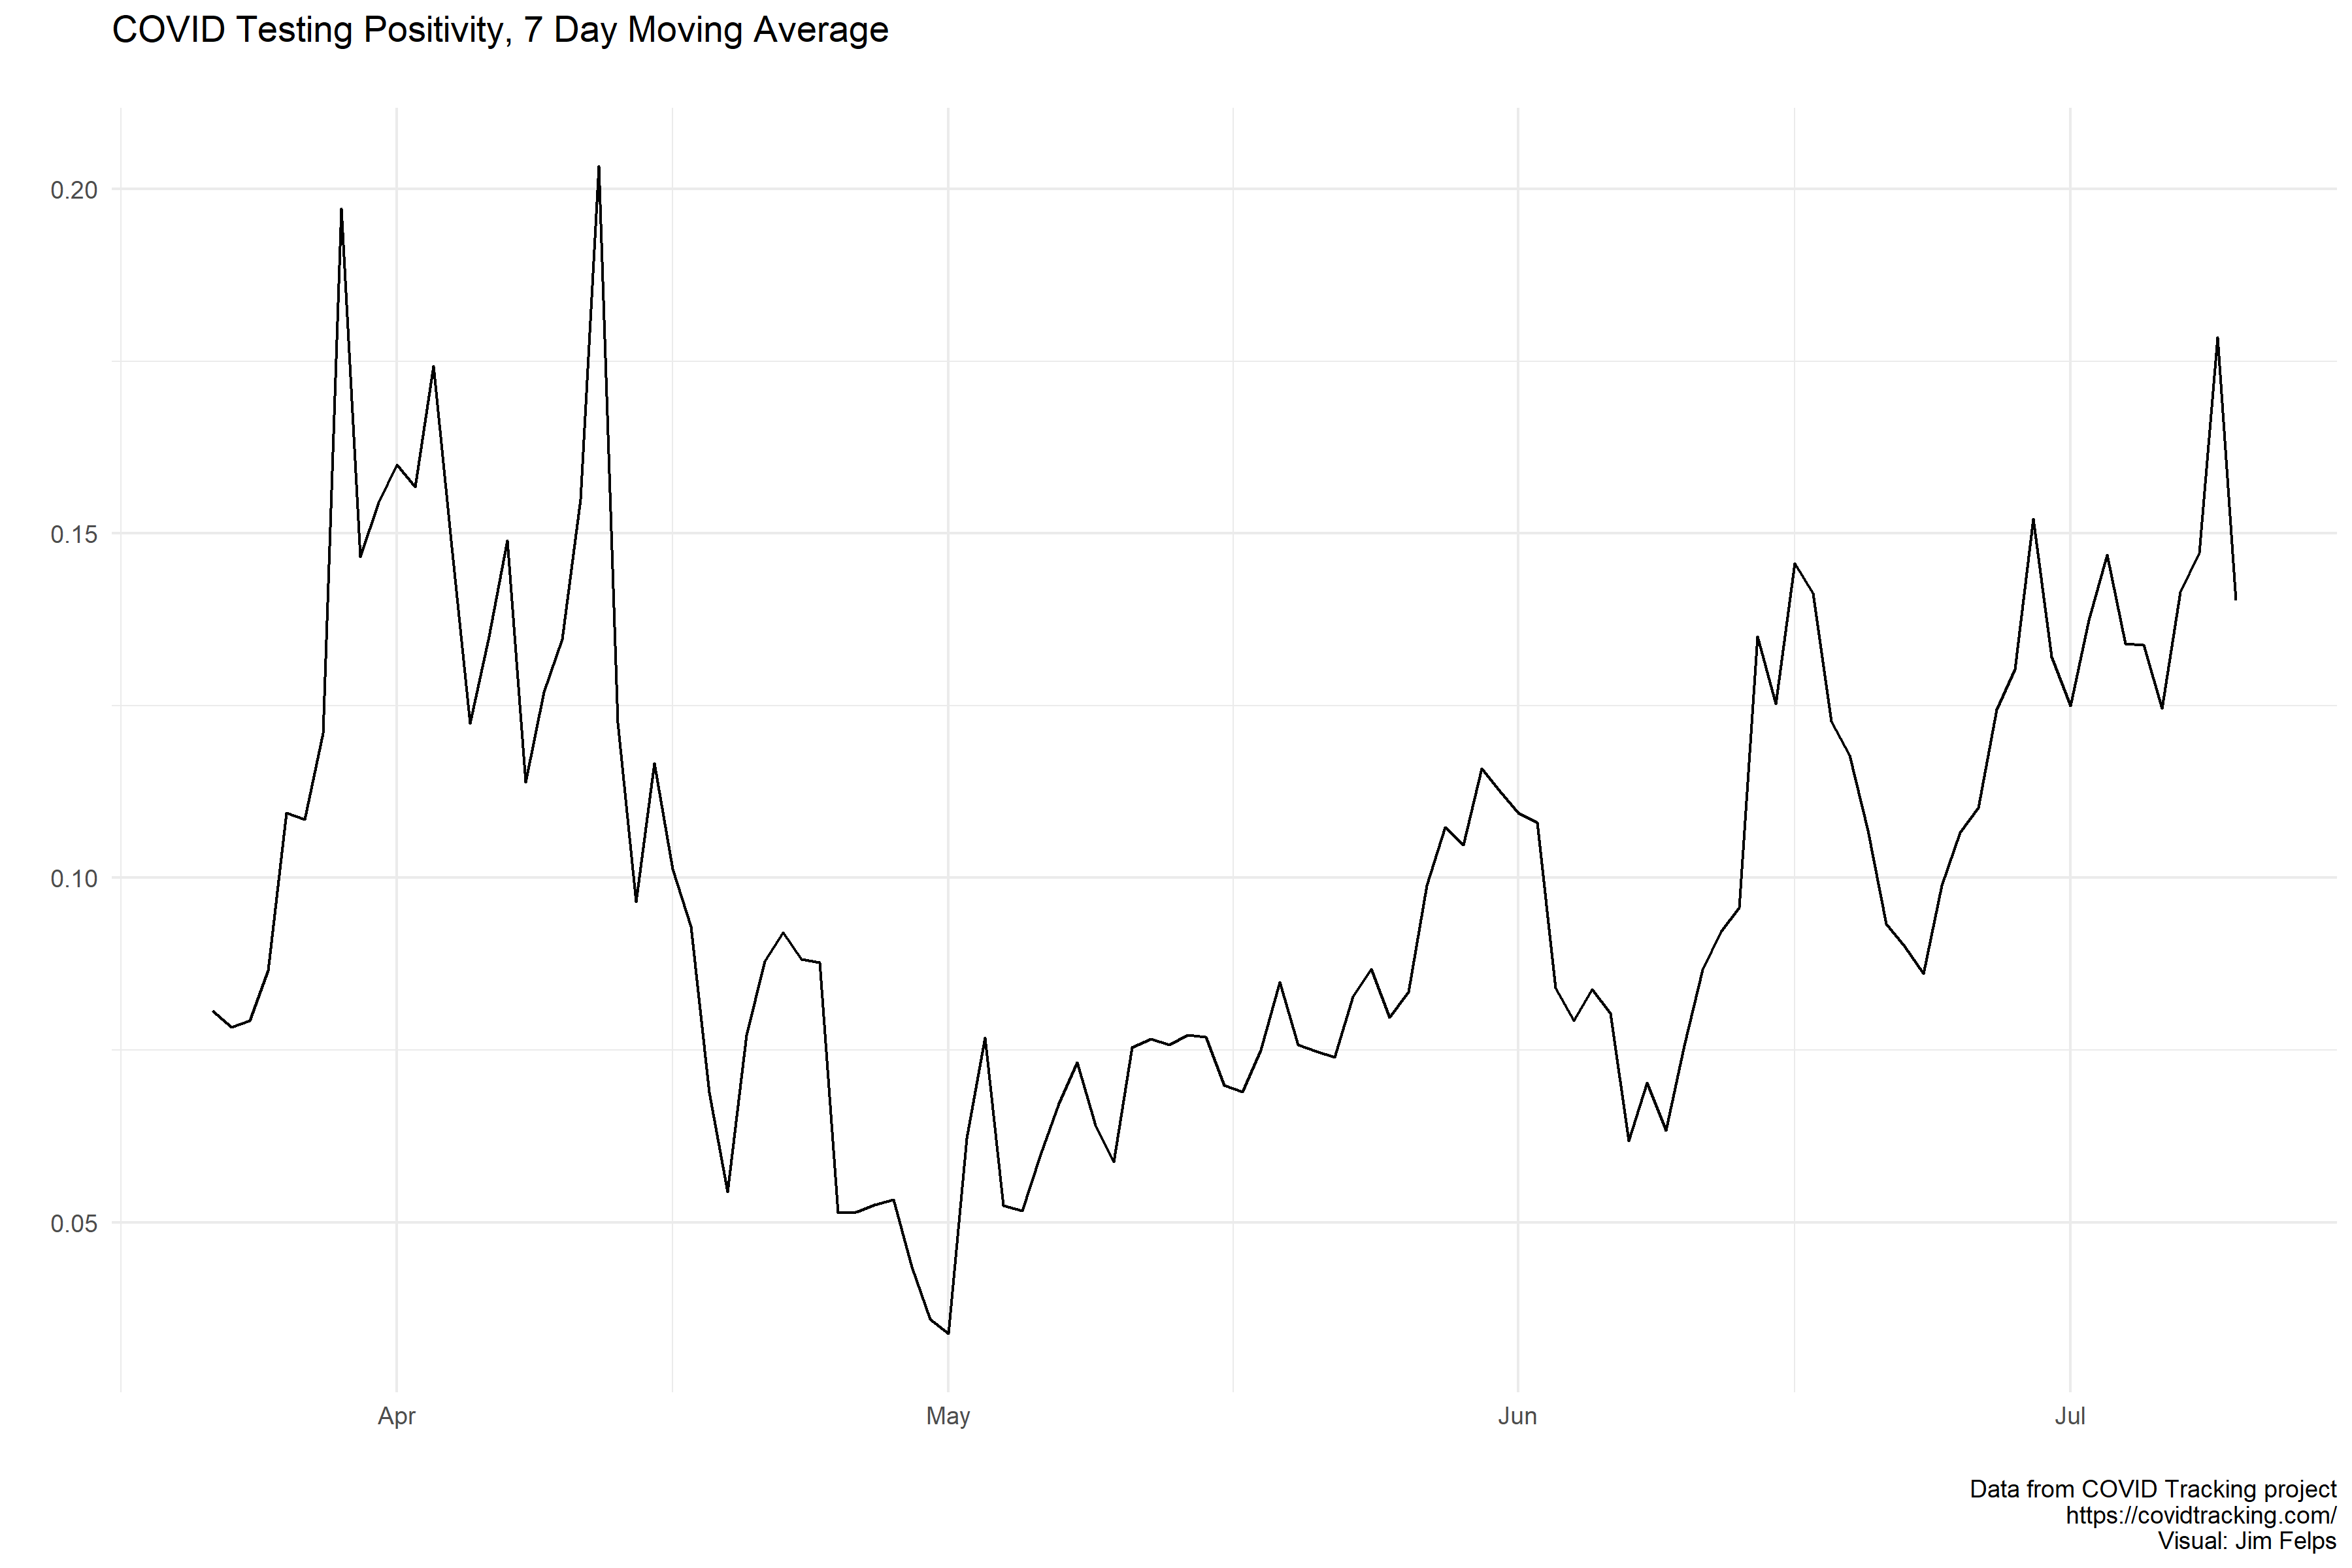 COVID Testing Positivity, 7 Day Moving Average
0.20
0.15
0.10
0.05
Apr May Jun Jul
Data from COVID Tracking project
https://covidtracking.com/
Visual: Jim Felps